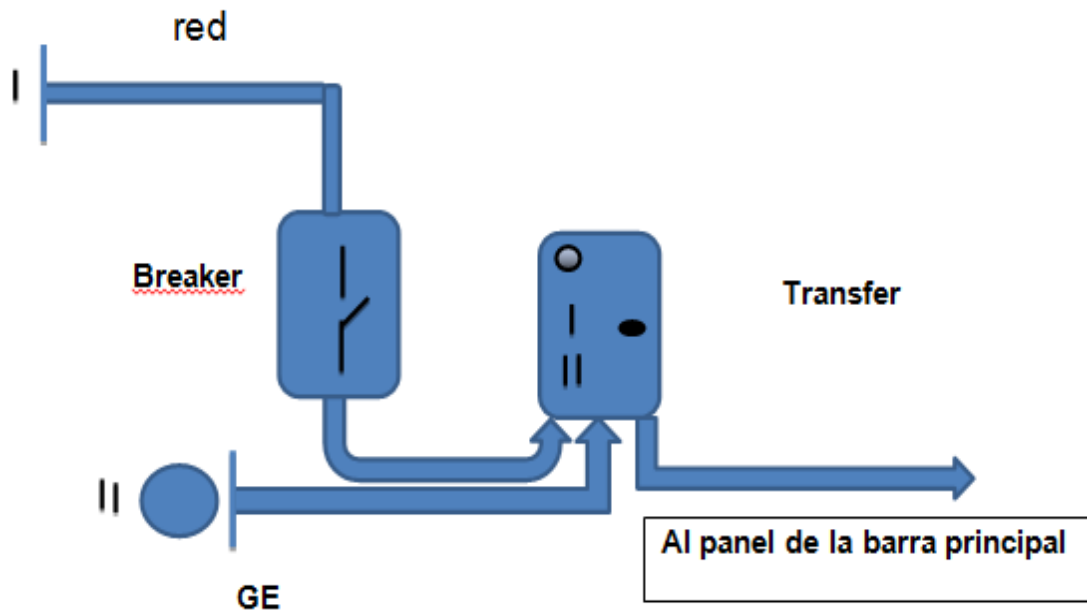 red
I
Breaker
Transfer
I
II
II
Al panel de la barra principal
GE